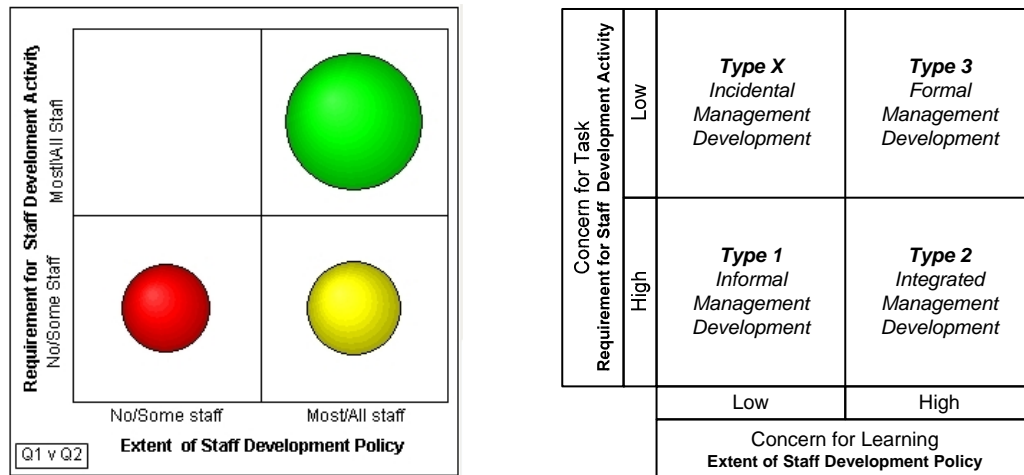 Requirement for Staff Develoment Activity
Mostl\All Staff
No/Some Staff
No/Some staff
Most/All staff
Extent of Staff Development Policy
Q1 v Q2
Concern for Task
Requirement for Staff Development Activity
Low
High
Type X
Incidental
Management
Development
Type 3
Formal
Management
Development
Type 1
Informal
Management
Development
Type 2
Integrated
Management
Development
Low
High
Concern for Learning
Extent of Staff Development Policy